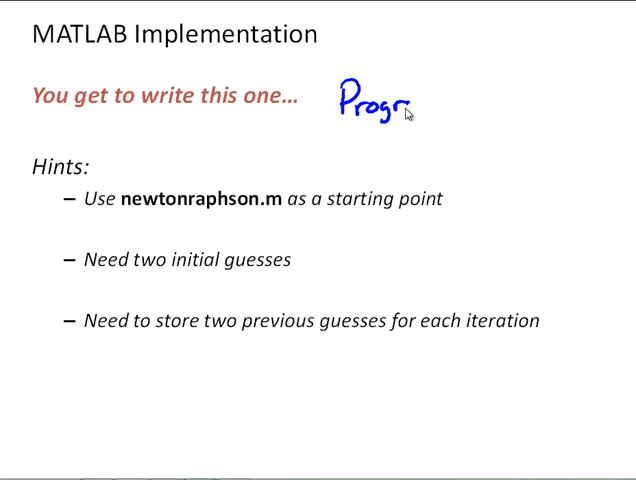 MATLAB Implementation
You get to write this one... Progr
Hints:
– Use newtonraphson.m as a starting point
– Need two initial guesses
– Need to store two previous guesses for each iteration